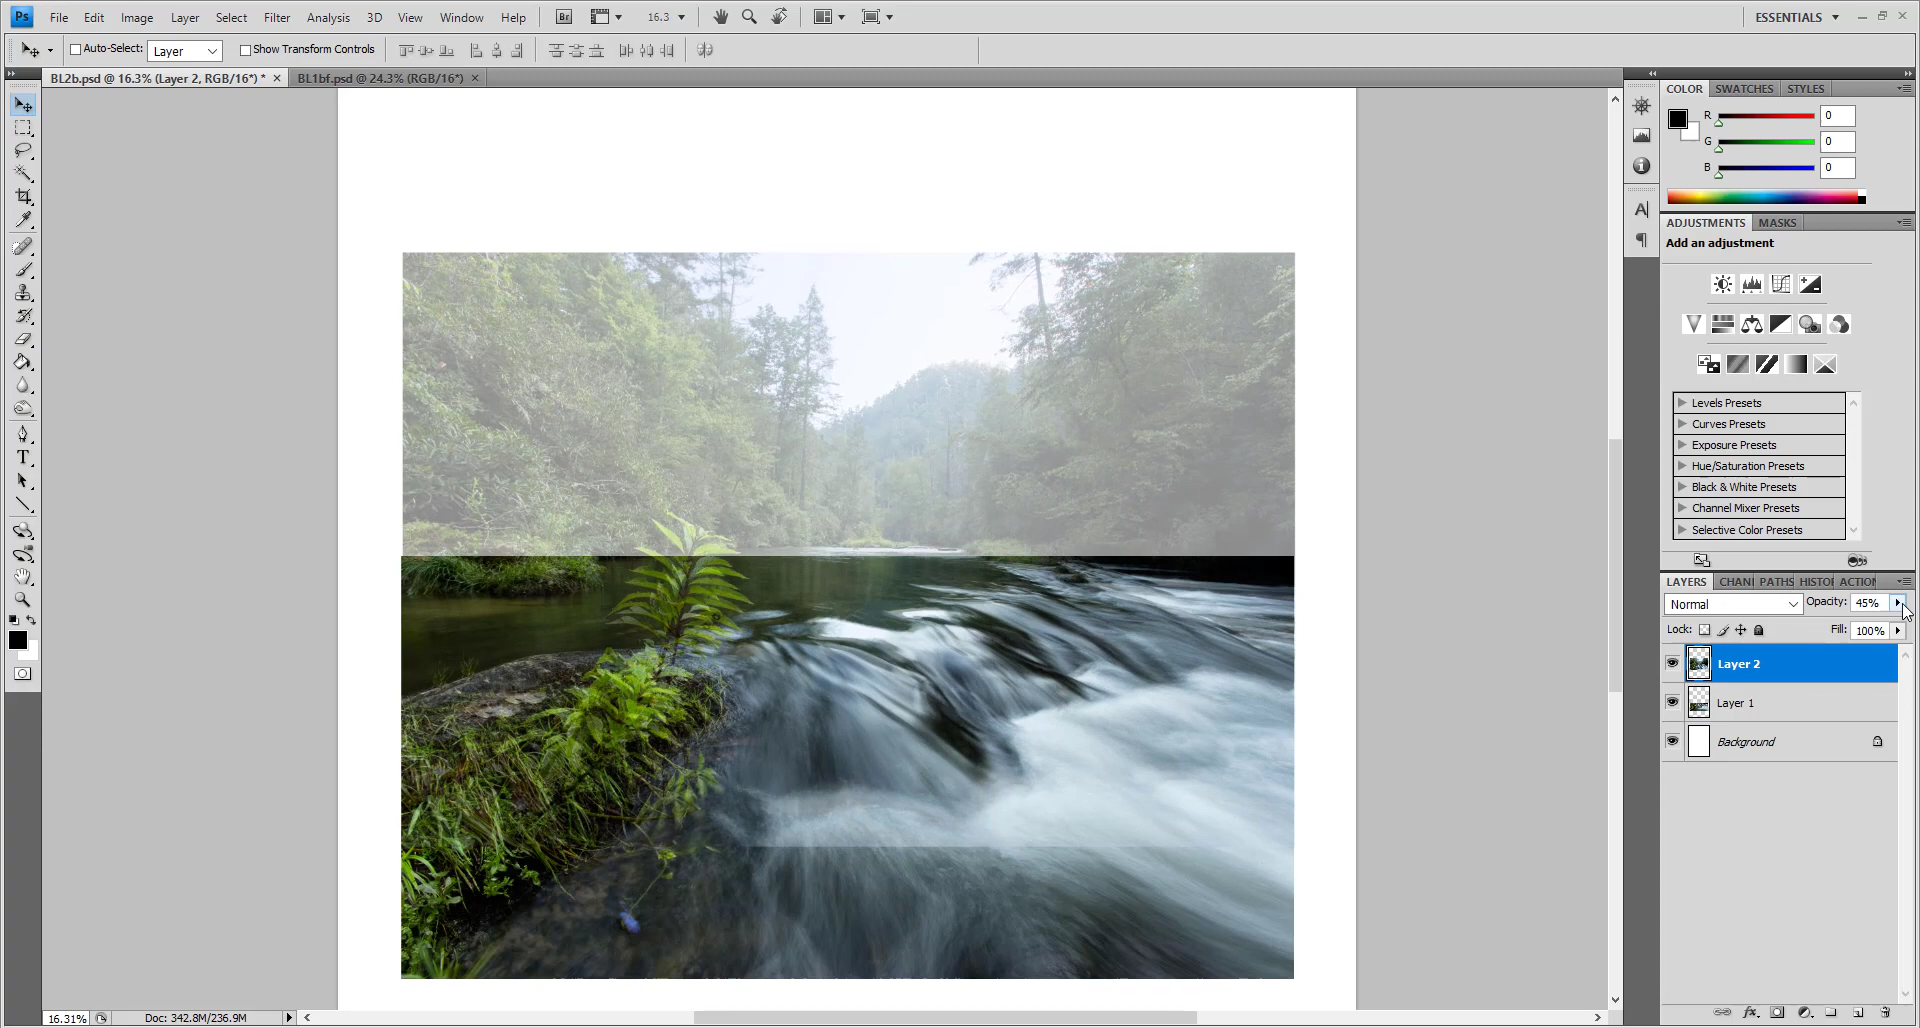 Ps File Edit Image Layer Select Filter Analysis 3D View Window Help Br 16.3 ESSENTIALS
Auto-Select: Layer Show Transform Controls
BL2b.psd @ 16.3% (Layer 2, RGB/16*) * × BL1bf.psd @ 24.3% (RGB/16*) ×
COLOR SWATCHES STYLES
R 0
G 0
B 0
ADJUSTMENTS MASKS
Add an adjustment
Levels Presets
Curves Presets
Exposure Presets
Hue/Saturation Presets
Black & White Presets
Channel Mixer Presets
Selective Color Presets
LAYERS CHANI PATHS HISTOI ACTION
Normal Opacity: 45%
Lock: Fill: 100%
Layer 2
Layer 1
Background
16.31% Doc: 342.8M/236.9M